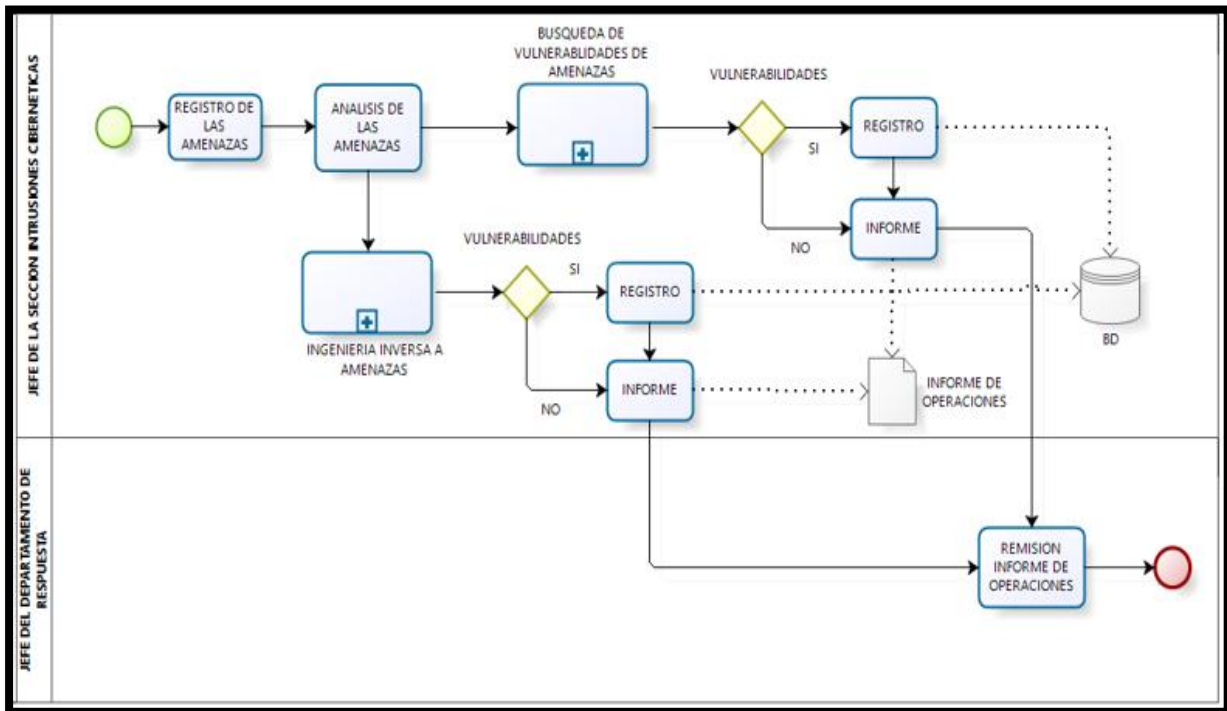 JEFE DE LA SECCION INTRUSIONES CIBERNETICAS
REGISTRO DE
LAS
AMENAZAS
ANALISIS DE
LAS
AMENAZAS
BUSQUEDA DE
VULNERABLIDADES DE
AMENAZAS
VULNERABILIDADES
SI
NO
REGISTRO
INFORME
INGENIERIA INVERSA A
AMENAZAS
VULNERABILIDADES
SI
NO
REGISTRO
INFORME
BD
INFORME DE
OPERACIONES
JEFE DEL DEPARTAMENTO DE
RESPUESTA
REMISION
INFORME DE
OPERACIONES